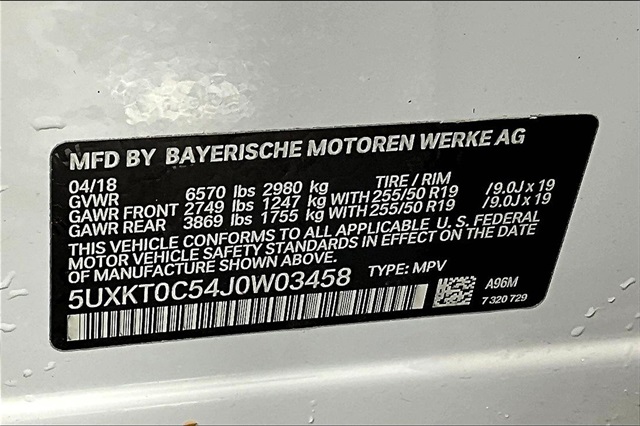 MFD BY BAYERISCHE MOTOREN WERKE AG
04/18 TIRE / RIM
GVWR 6570 lbs 2980 kg
GAWR FRONT 2749 lbs 1247 kg WITH 255/50 R19 /9.0J x 19
GAWR REAR 3869 lbs 1755 kg WITH 255/50 R19 /9.0J x 19
THIS VEHICLE CONFORMS TO ALL APPLICABLE U.S. FEDERAL
MOTOR VEHICLE SAFETY STANDARDS IN EFFECT ON THE DATE
OF MANUFACTURE SHOWN ABOVE.
5UXKT0C54J0W03458 TYPE: MPV
A96M
7 320 729